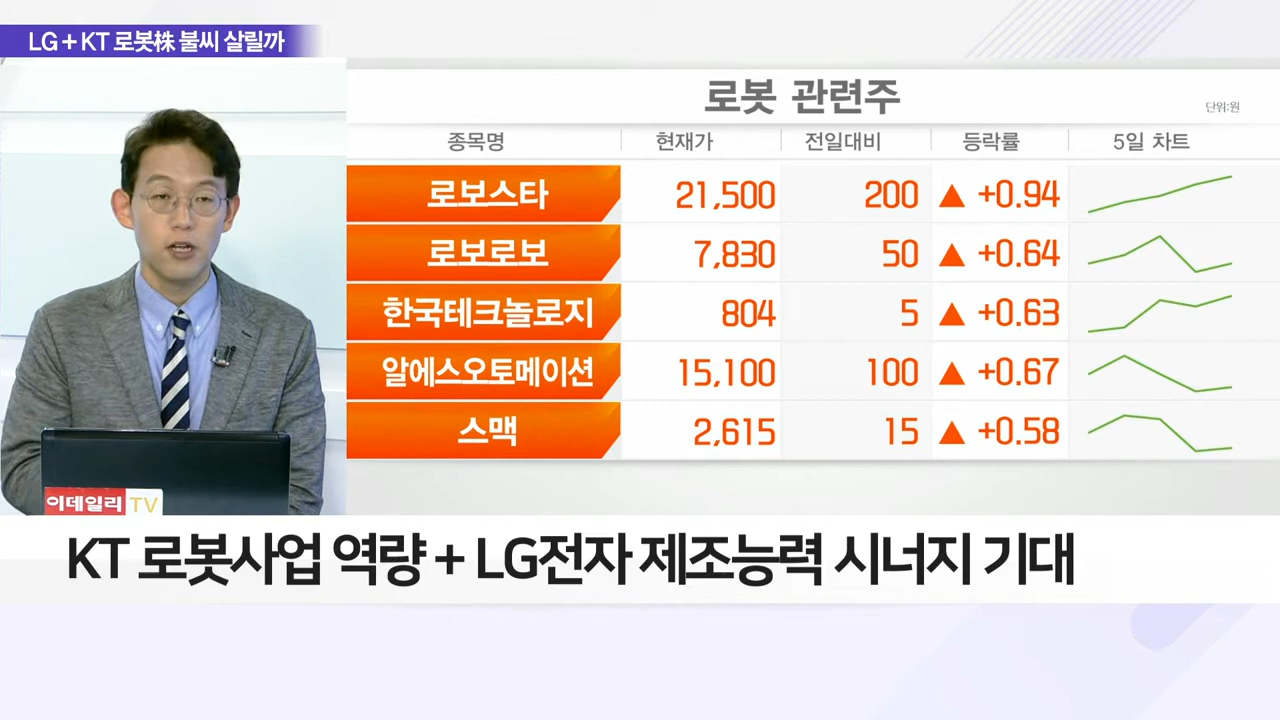 LG + KT 로봇株 불씨 살릴까
로봇 관련주
단위:원
종목명 현재가 전일대비 등락률 5일 차트
로보스타 21,500 200 ▲ +0.94
로보로보 7,830 50 ▲ +0.64
한국테크놀로지 804 5 ▲ +0.63
알에스오토메이션 15,100 100 ▲ +0.67
스맥 2,615 15 ▲ +0.58
이데일리 TV
KT 로봇사업 역량 + LG전자 제조능력 시너지 기대